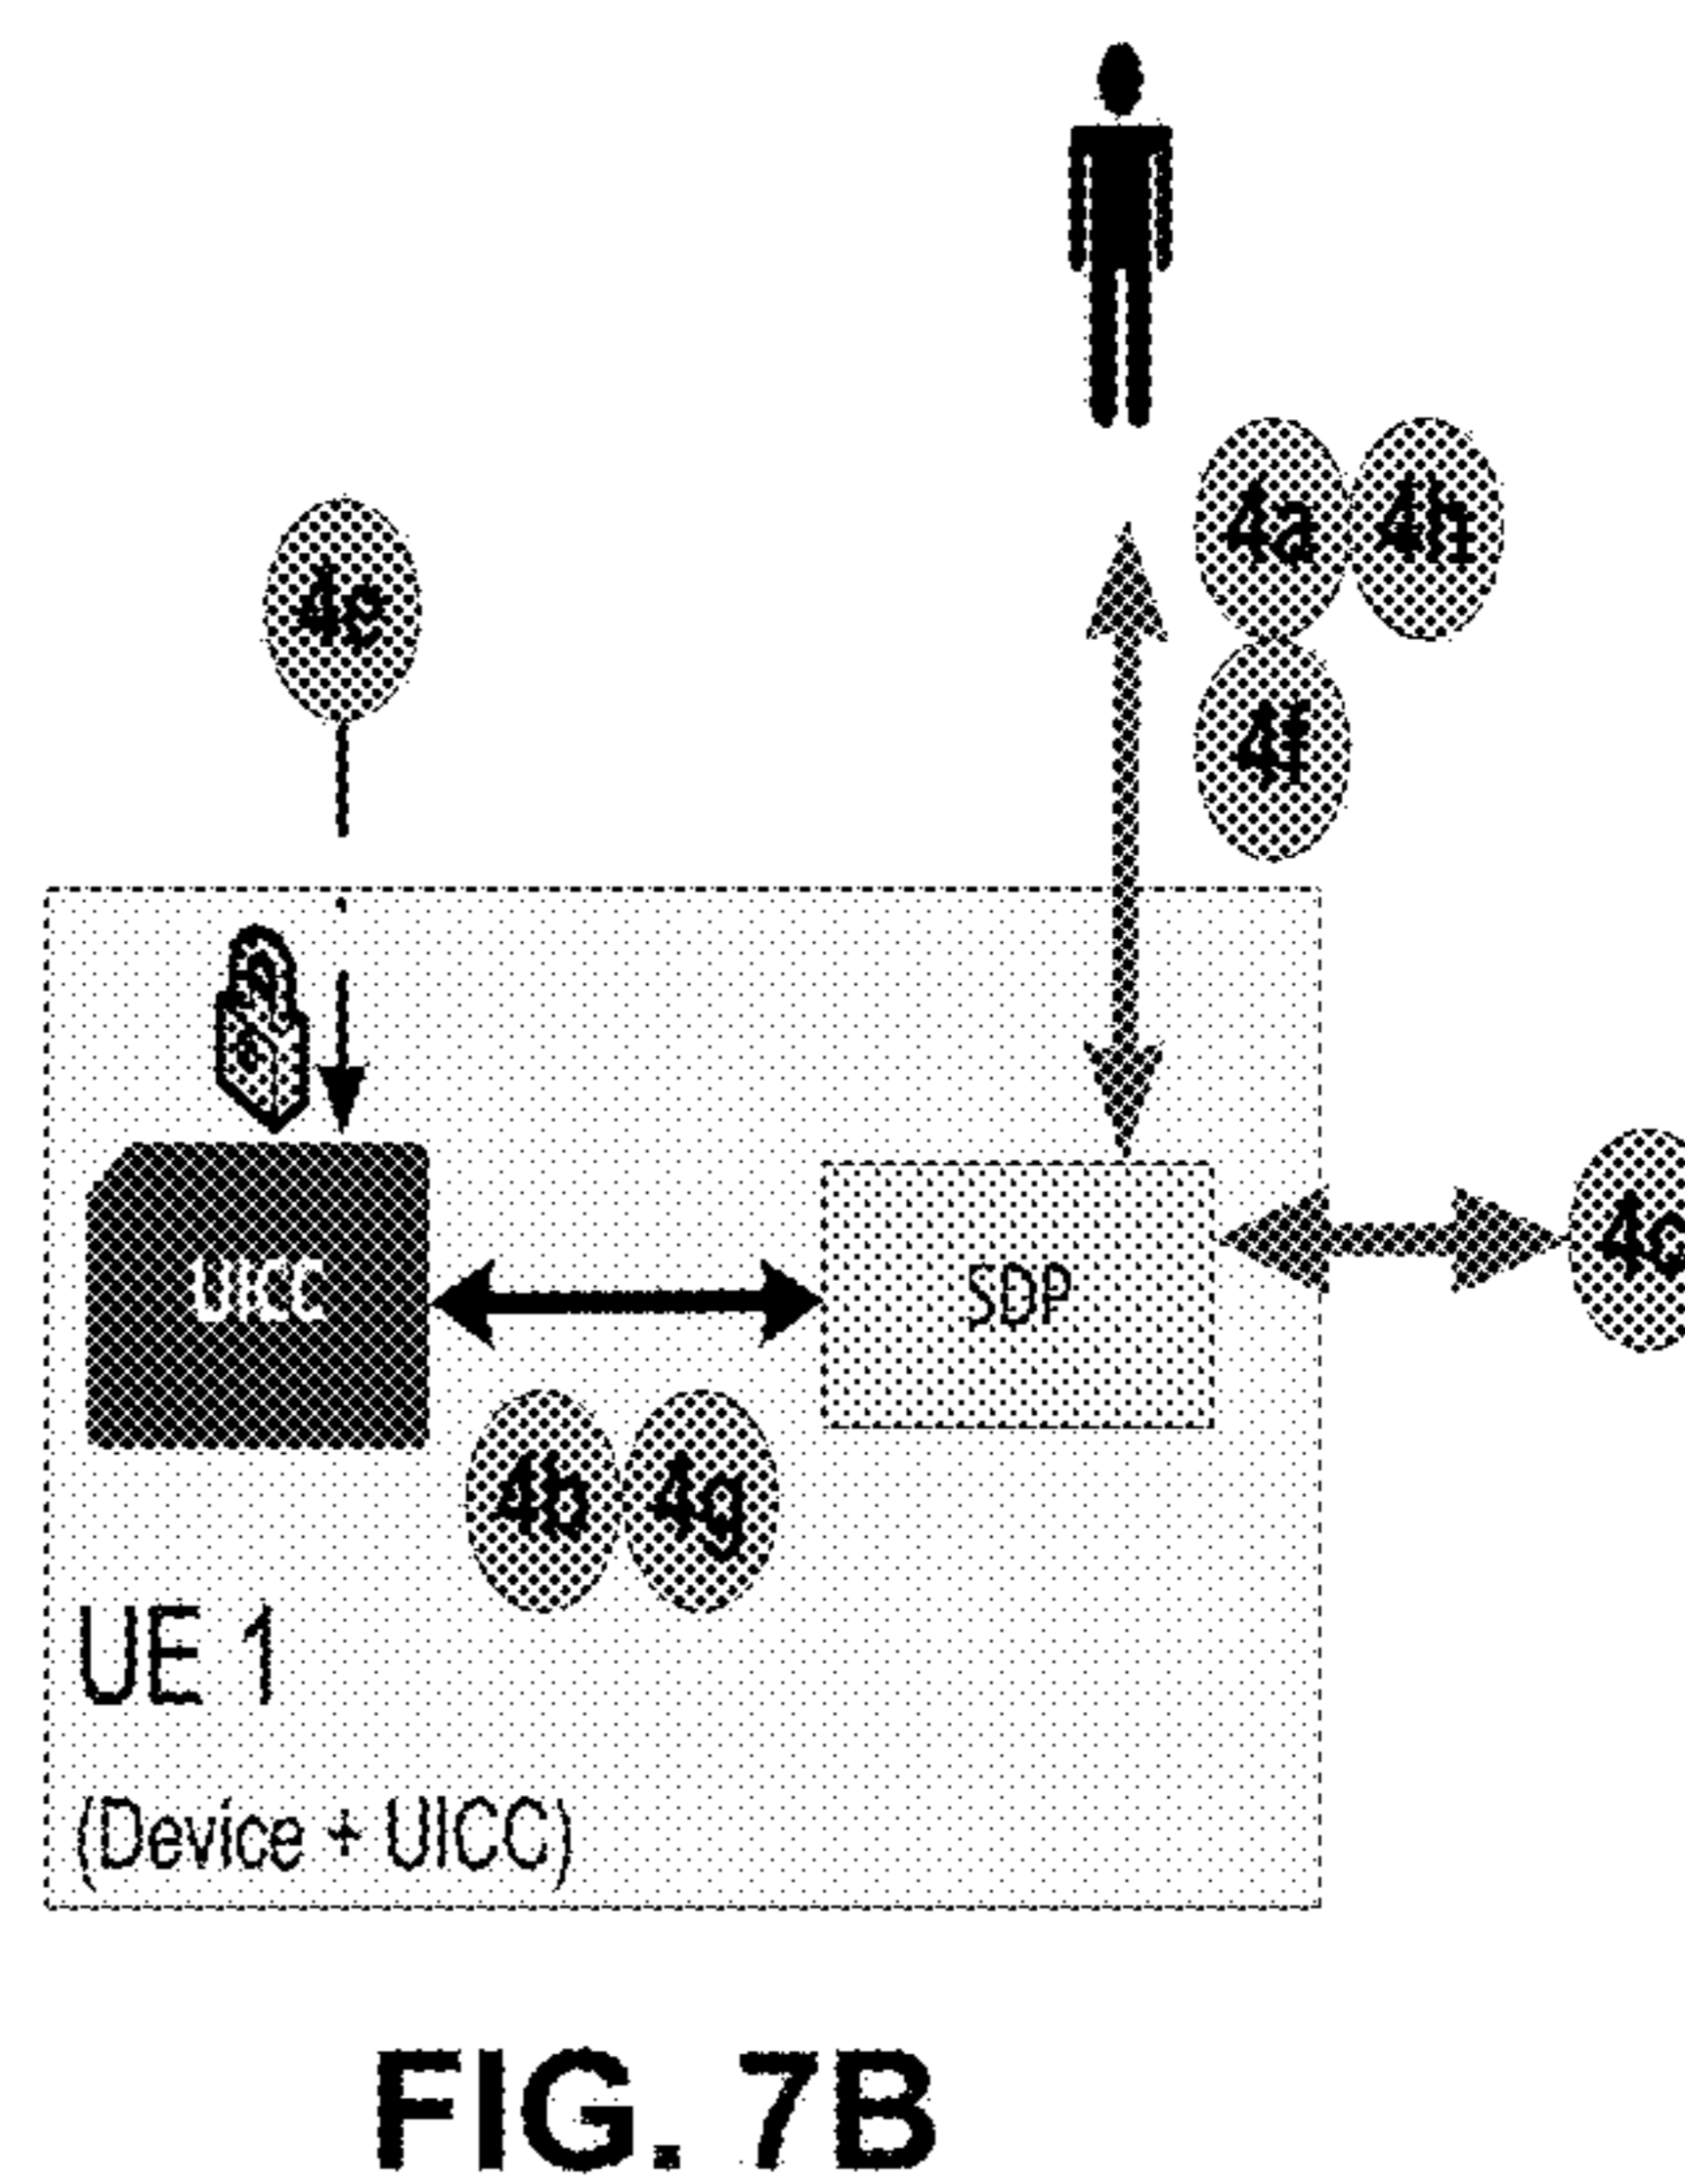 4a 4h
4e
4f
UICC
SDP
4b 4g
UE 1
(Device + UICC)
FIG. 7B